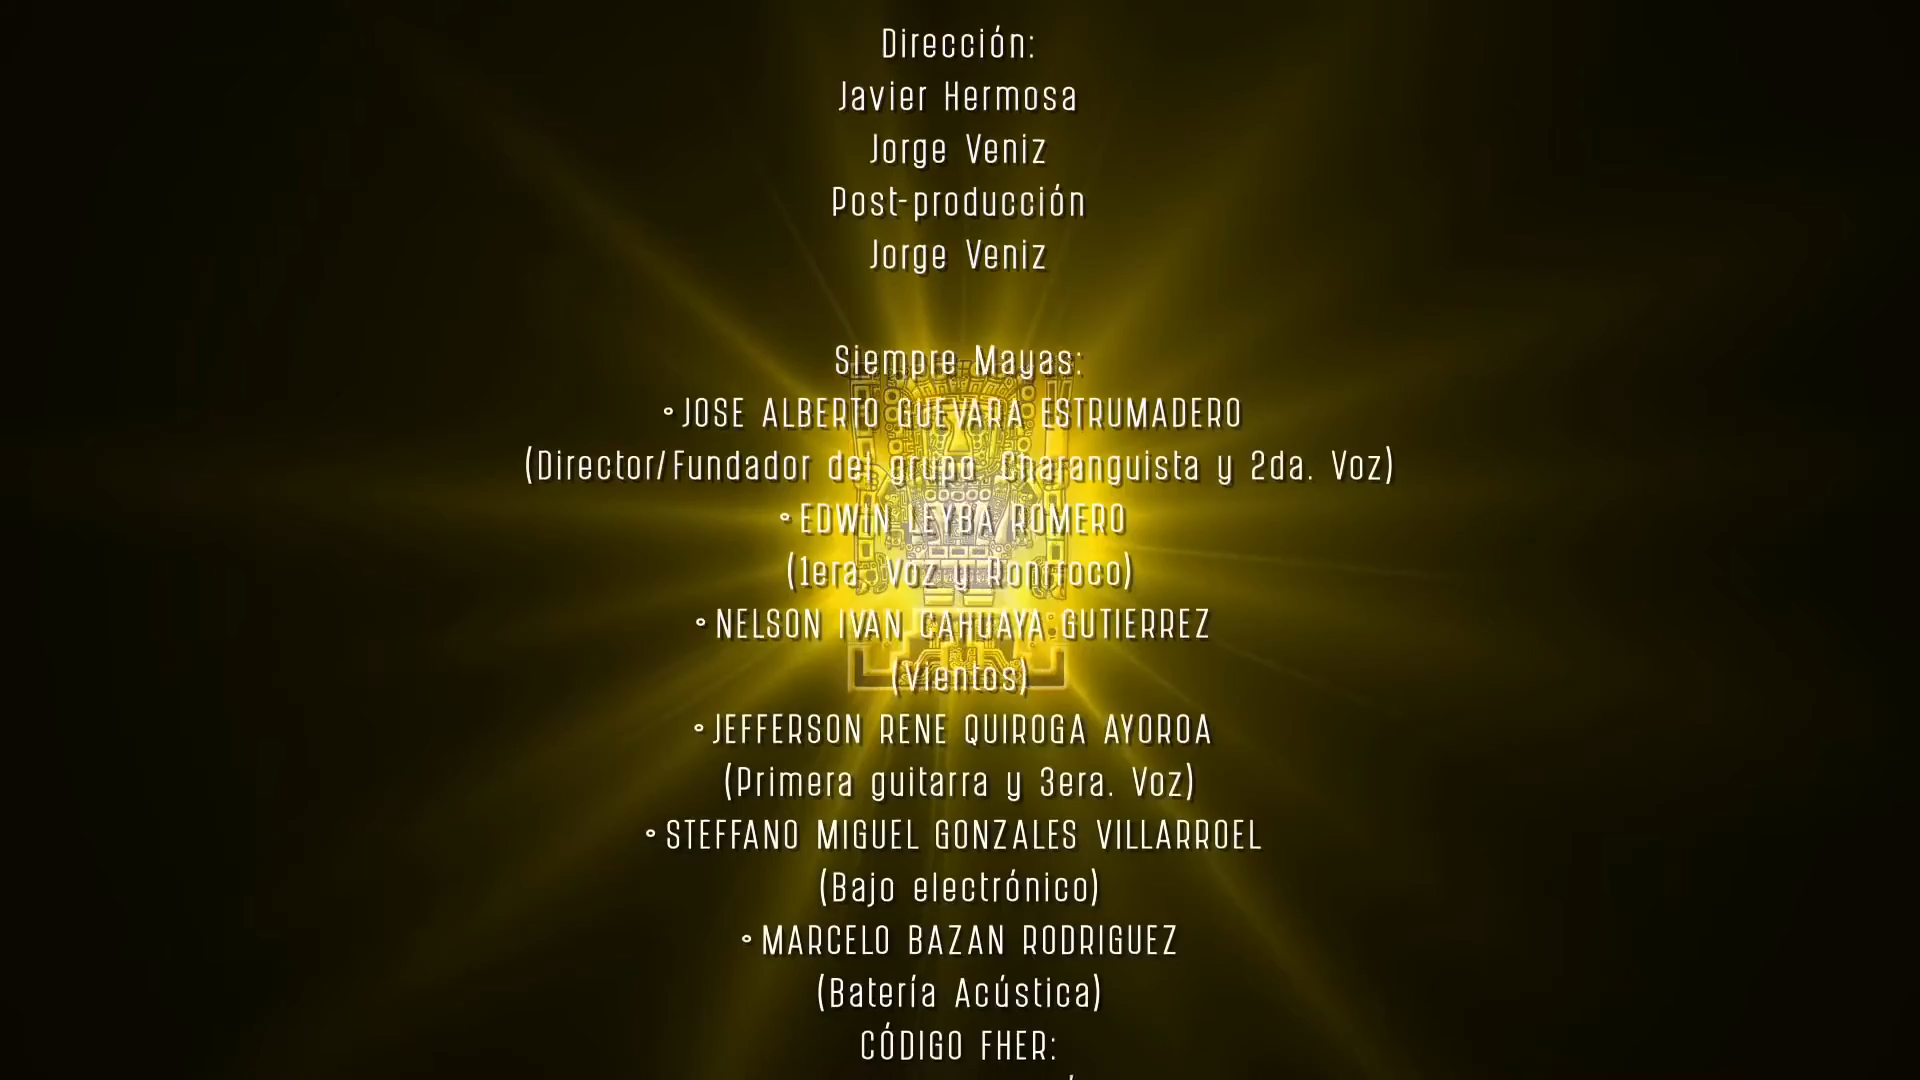 Dirección:
Javier Hermosa
Jorge Veniz
Post-producción
Jorge Veniz
Siempre Mayas:
• JOSE ALBERTO GUEVARA ESTRUMADERO
(Director/Fundador del grupo. Charanguista y 2da. Voz)
• EDWIN LEYBA ROMERO
(1era. Voz y Ronrroco)
• NELSON IVAN CAHUAYA GUTIERREZ
(Vientos)
• JEFFERSON RENE QUIROGA AYOROA
(Primera guitarra y 3era. Voz)
• STEFFANO MIGUEL GONZALES VILLARROEL
(Bajo electrónico)
• MARCELO BAZAN RODRIGUEZ
(Batería Acústica)
CÓDIGO FHER: